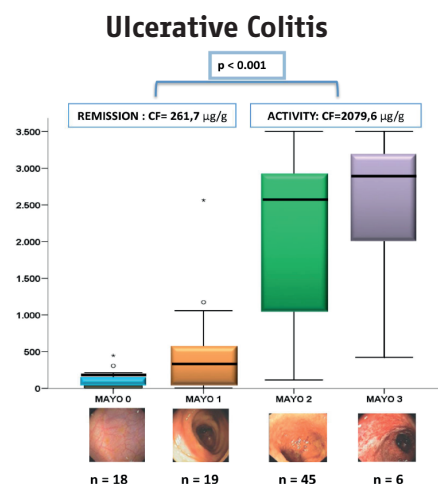 Ulcerative Colitis
p < 0.001
REMISSION : CF= 261,7 µg/g
ACTIVITY: CF=2079,6 µg/g
3.500
3.000
2.500
2.000
1.500
1.000
500
0
MAYO 0 MAYO 1 MAYO 2 MAYO 3
n = 18 n = 19 n = 45 n = 6